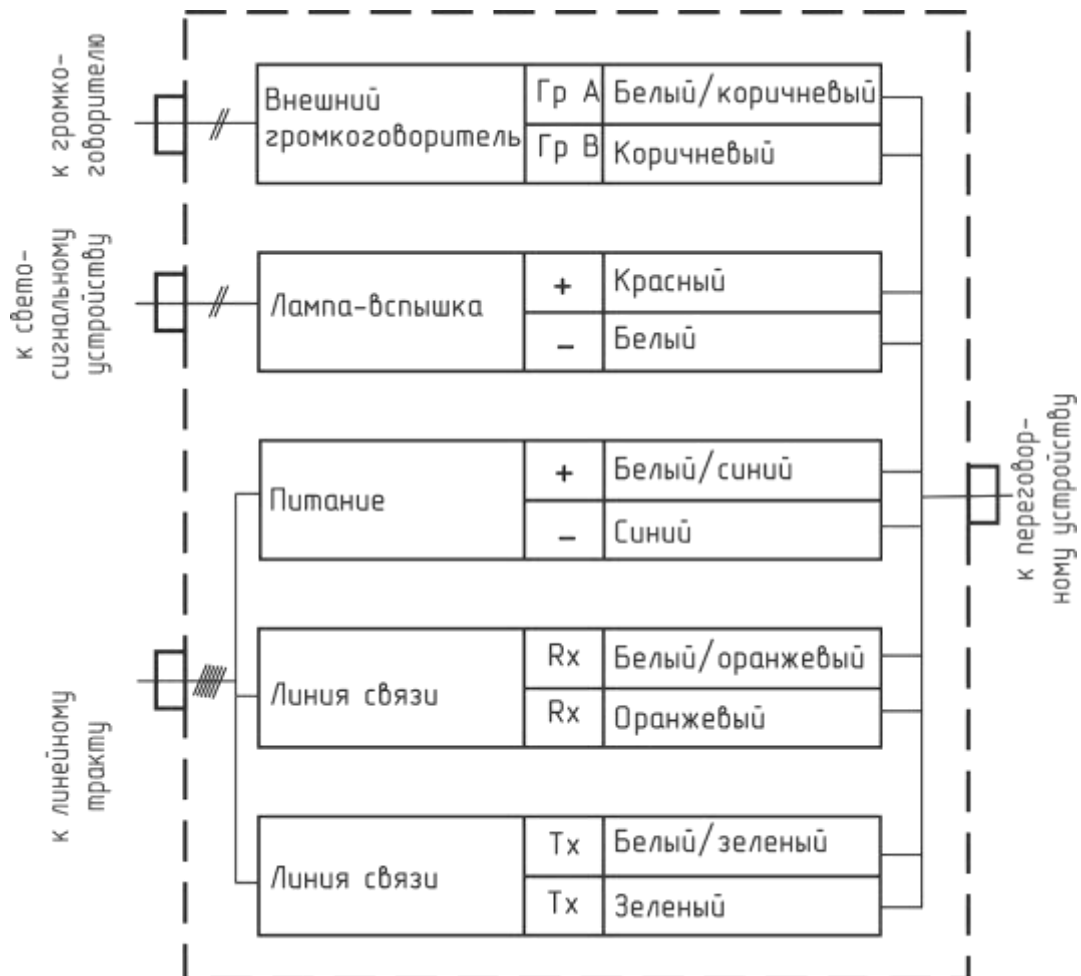 к громко-
говорителю
Внешний
громкоговоритель
Гр А
Белый/коричневый
Гр В
Коричневый
к свето-
сигнальному
устройству
Лампа-вспышка
+
Красный
-
Белый
Питание
+
Белый/синий
-
Синий
к переговор-
ному устройству
к линейному
тракту
Линия связи
Rx
Белый/оранжевый
Rx
Оранжевый
Линия связи
Tx
Белый/зеленый
Tx
Зеленый